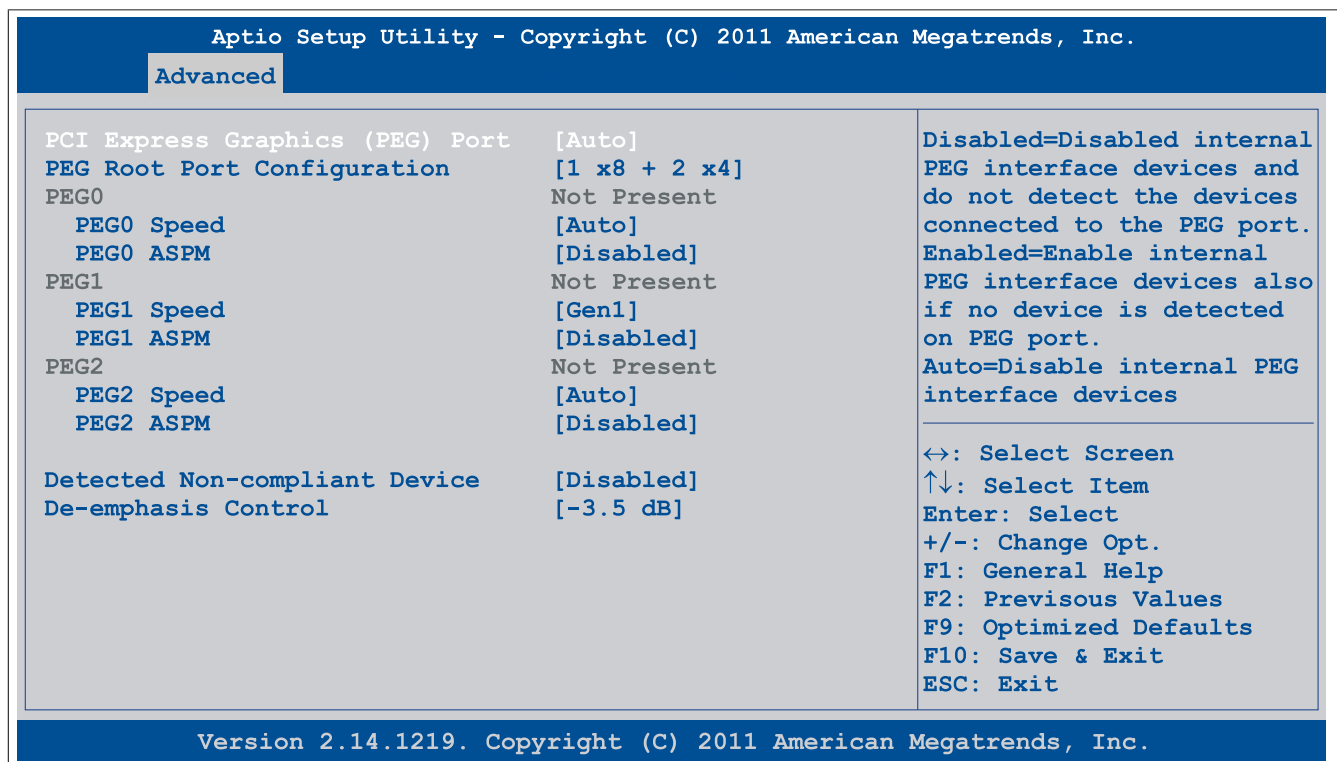 Aptio Setup Utility - Copyright (C) 2011 American Megatrends, Inc.
Advanced
PCI Express Graphics (PEG) Port [Auto]
PEG Root Port Configuration [1 x8 + 2 x4]
PEG0 Not Present
PEG0 Speed [Auto]
PEG0 ASPM [Disabled]
PEG1 Not Present
PEG1 Speed [Gen1]
PEG1 ASPM [Disabled]
PEG2 Not Present
PEG2 Speed [Auto]
PEG2 ASPM [Disabled]
Detected Non-compliant Device [Disabled]
De-emphasis Control [-3.5 dB]
Disabled=Disabled internal
PEG interface devices and
do not detect the devices
connected to the PEG port.
Enabled=Enable internal
PEG interface devices also
if no device is detected
on PEG port.
Auto=Disable internal PEG
interface devices
↔: Select Screen
↑↓: Select Item
Enter: Select
+/-: Change Opt.
F1: General Help
F2: Previsous Values
F9: Optimized Defaults
F10: Save & Exit
ESC: Exit
Version 2.14.1219. Copyright (C) 2011 American Megatrends, Inc.